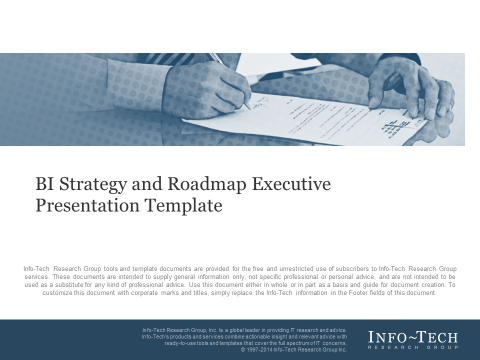 BI Strategy and Roadmap Executive
Presentation Template
Info-Tech Research Group tools and template documents are provided for the free and unrestricted use of subscribers to Info-Tech Research Group
services. These documents are intended to supply general information only, not specific professional or personal advice, and are not intended to be
used as a substitute for any kind of professional advice. Use this document either in whole or in part as a basis and guide for document creation. To
customize this document with corporate marks and titles, simply replace the Info-Tech information in the Footer fields of this document.
Info-Tech Research Group, Inc. is a global leader in providing IT research and advice.
Info-Tech's products and services combine actionable insight and relevant advice with
ready-to-use tools and templates that cover the full spectrum of IT concerns.
© 1997-2014 Info-Tech Research Group Inc.
INFO~TECH
RESEARCH GROUP